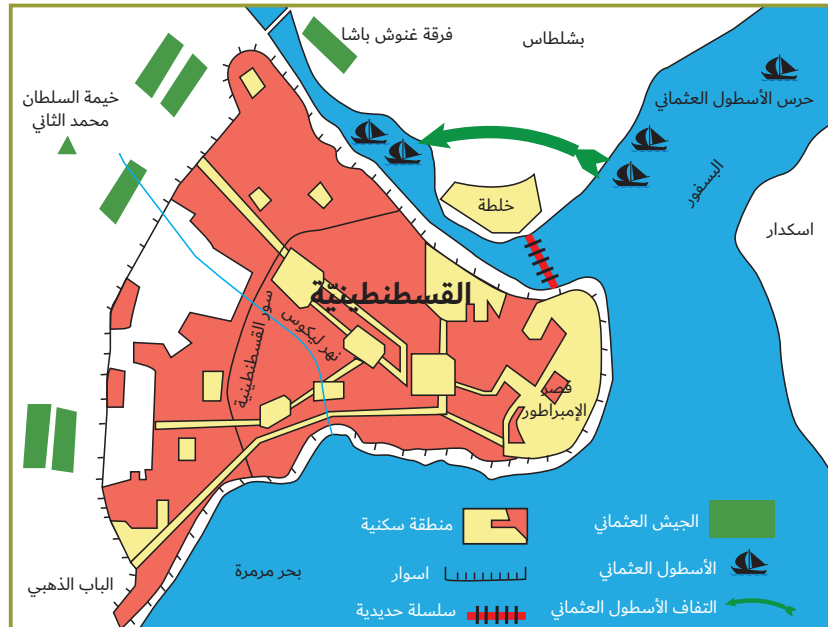 فرقة غنوش باشا
بشلطاس
خيمة السلطان
محمد الثاني
حرس الأسطول العثماني
البسفور
خلطة
اسكدار
القسطنطينيّة
سور القسطنطينية
نهر ليكوس
قصر
الإمبراطور
الباب الذهبي
بحر مرمرة
الجيش العثماني
منطقة سكنية
الأسطول العثماني
اسوار
التفاف الأسطول العثماني
سلسلة حديدية